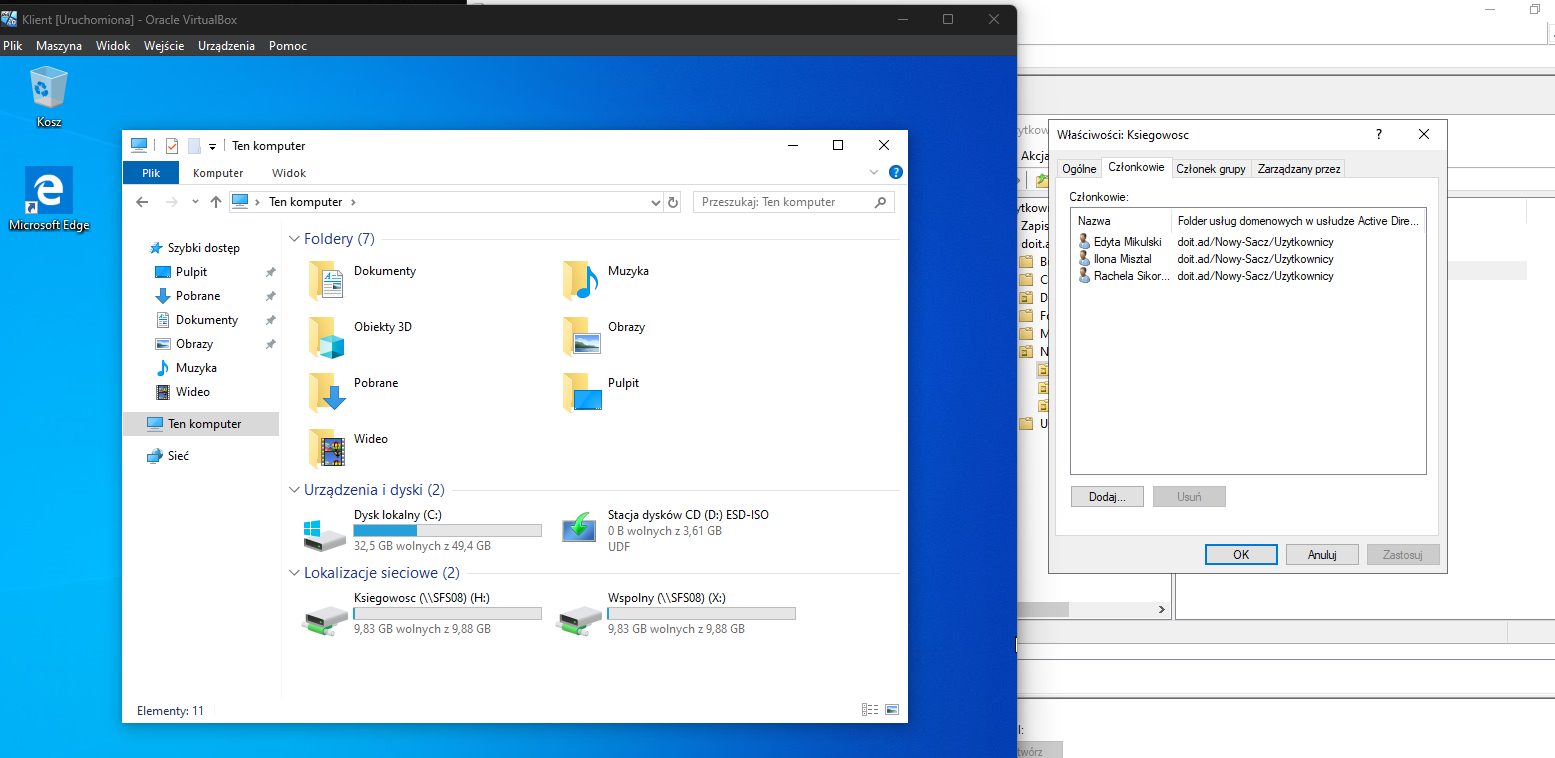 Klient [Uruchomiona] - Oracle VirtualBox
Plik Maszyna Widok Wejście Urządzenia Pomoc
Kosz
Microsoft Edge
Ten komputer
Plik Komputer Widok
Ten komputer
Przeszukaj: Ten komputer
Szybki dostęp
Pulpit
Pobrane
Dokumenty
Obrazy
Muzyka
Wideo
Ten komputer
Sieć
Foldery (7)
Dokumenty
Muzyka
Obiekty 3D
Obrazy
Pobrane
Pulpit
Wideo
Urządzenia i dyski (2)
Dysk lokalny (C:)
32,5 GB wolnych z 49,4 GB
Stacja dysków CD (D:) ESD-ISO
0 B wolnych z 3,61 GB
UDF
Lokalizacje sieciowe (2)
Ksiegowosc (\\SFS08) (H:)
9,83 GB wolnych z 9,88 GB
Wspolny (\\SFS08) (X:)
9,83 GB wolnych z 9,88 GB
Elementy: 11
Akcja
Zapis
doit.a
Właściwości: Ksiegowosc
?
Ogólne Członkowie Członek grupy Zarządzany przez
Członkowie:
Nazwa Folder usług domenowych w usłudze Active Dire...
Edyta Mikulski doit.ad/Nowy-Sacz/Uzytkownicy
Ilona Misztal doit.ad/Nowy-Sacz/Uzytkownicy
Rachela Sikor... doit.ad/Nowy-Sacz/Uzytkownicy
Dodaj... Usuń
OK Anuluj Zastosuj